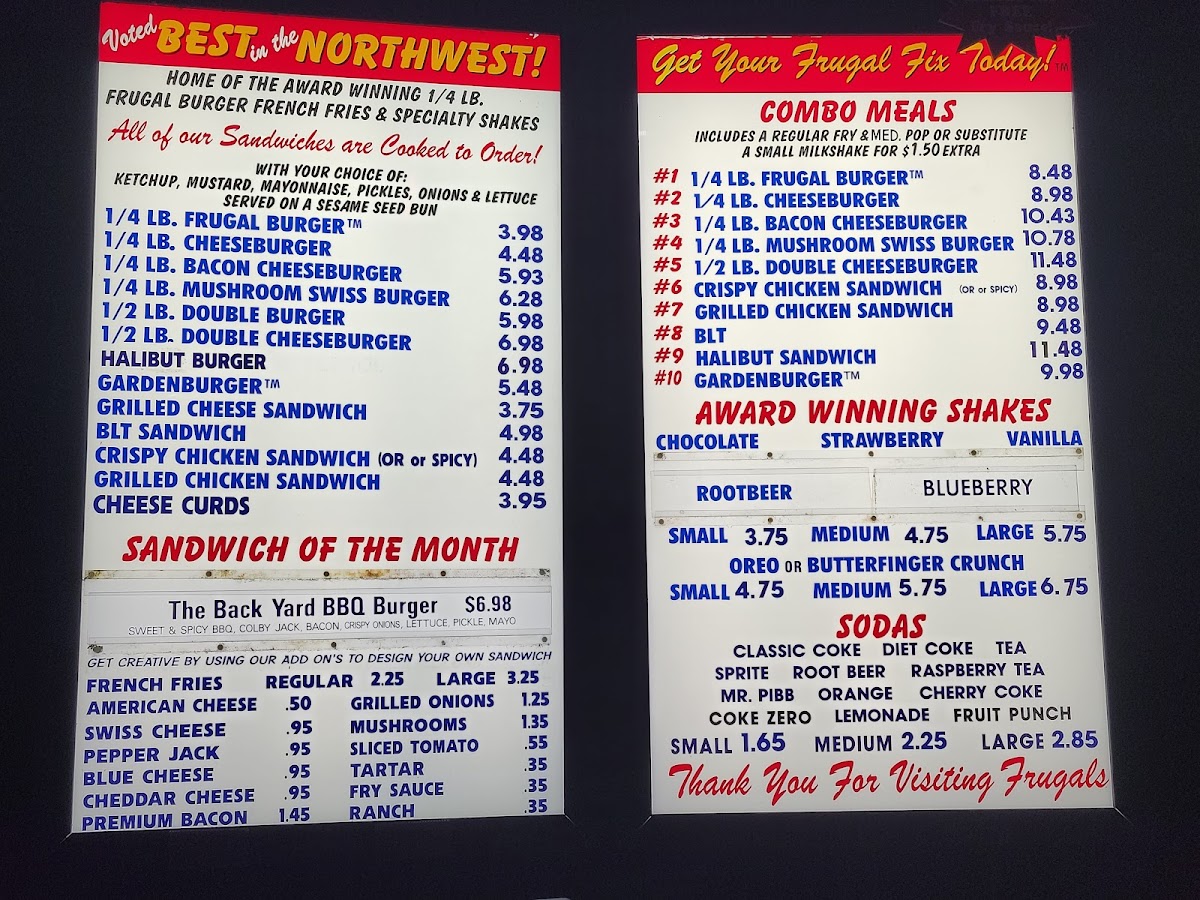 Voted BEST in the NORTHWEST!
HOME OF THE AWARD WINNING 1/4 LB.
FRUGAL BURGER FRENCH FRIES & SPECIALTY SHAKES
All of our Sandwiches are Cooked to Order!
WITH YOUR CHOICE OF:
KETCHUP, MUSTARD, MAYONNAISE, PICKLES, ONIONS & LETTUCE
SERVED ON A SESAME SEED BUN
1/4 LB. FRUGAL BURGER™ 3.98
1/4 LB. CHEESEBURGER 4.48
1/4 LB. BACON CHEESEBURGER 5.93
1/4 LB. MUSHROOM SWISS BURGER 6.28
1/2 LB. DOUBLE BURGER 5.98
1/2 LB. DOUBLE CHEESEBURGER 6.98
HALIBUT BURGER 6.98
GARDENBURGER™ 5.48
GRILLED CHEESE SANDWICH 3.75
BLT SANDWICH 4.98
CRISPY CHICKEN SANDWICH (OR or SPICY) 4.48
GRILLED CHICKEN SANDWICH 4.48
CHEESE CURDS 3.95
SANDWICH OF THE MONTH
The Back Yard BBQ Burger $6.98
SWEET & SPICY BBQ, COLBY JACK, BACON, CRISPY ONIONS, LETTUCE, PICKLE, MAYO
GET CREATIVE BY USING OUR ADD ON'S TO DESIGN YOUR OWN SANDWICH
FRENCH FRIES REGULAR 2.25 LARGE 3.25
AMERICAN CHEESE .50 GRILLED ONIONS 1.25
SWISS CHEESE .95 MUSHROOMS 1.35
PEPPER JACK .95 SLICED TOMATO .55
BLUE CHEESE .95 TARTAR .35
CHEDDAR CHEESE .95 FRY SAUCE .35
PREMIUM BACON 1.45 RANCH .35
Get Your Frugal Fix Today!™
COMBO MEALS
INCLUDES A REGULAR FRY & MED. POP OR SUBSTITUTE
A SMALL MILKSHAKE FOR $1.50 EXTRA
#1 1/4 LB. FRUGAL BURGER™ 8.48
#2 1/4 LB. CHEESEBURGER 8.98
#3 1/4 LB. BACON CHEESEBURGER 10.43
#4 1/4 LB. MUSHROOM SWISS BURGER 10.78
#5 1/2 LB. DOUBLE CHEESEBURGER 11.48
#6 CRISPY CHICKEN SANDWICH (OR or SPICY) 8.98
#7 GRILLED CHICKEN SANDWICH 8.98
#8 BLT 9.48
#9 HALIBUT SANDWICH 11.48
#10 GARDENBURGER™ 9.98
AWARD WINNING SHAKES
CHOCOLATE STRAWBERRY VANILLA
ROOTBEER BLUEBERRY
SMALL 3.75 MEDIUM 4.75 LARGE 5.75
OREO OR BUTTERFINGER CRUNCH
SMALL 4.75 MEDIUM 5.75 LARGE 6.75
SODAS
CLASSIC COKE DIET COKE TEA
SPRITE ROOT BEER RASPBERRY TEA
MR. PIBB ORANGE CHERRY COKE
COKE ZERO LEMONADE FRUIT PUNCH
SMALL 1.65 MEDIUM 2.25 LARGE 2.85
Thank You For Visiting Frugals